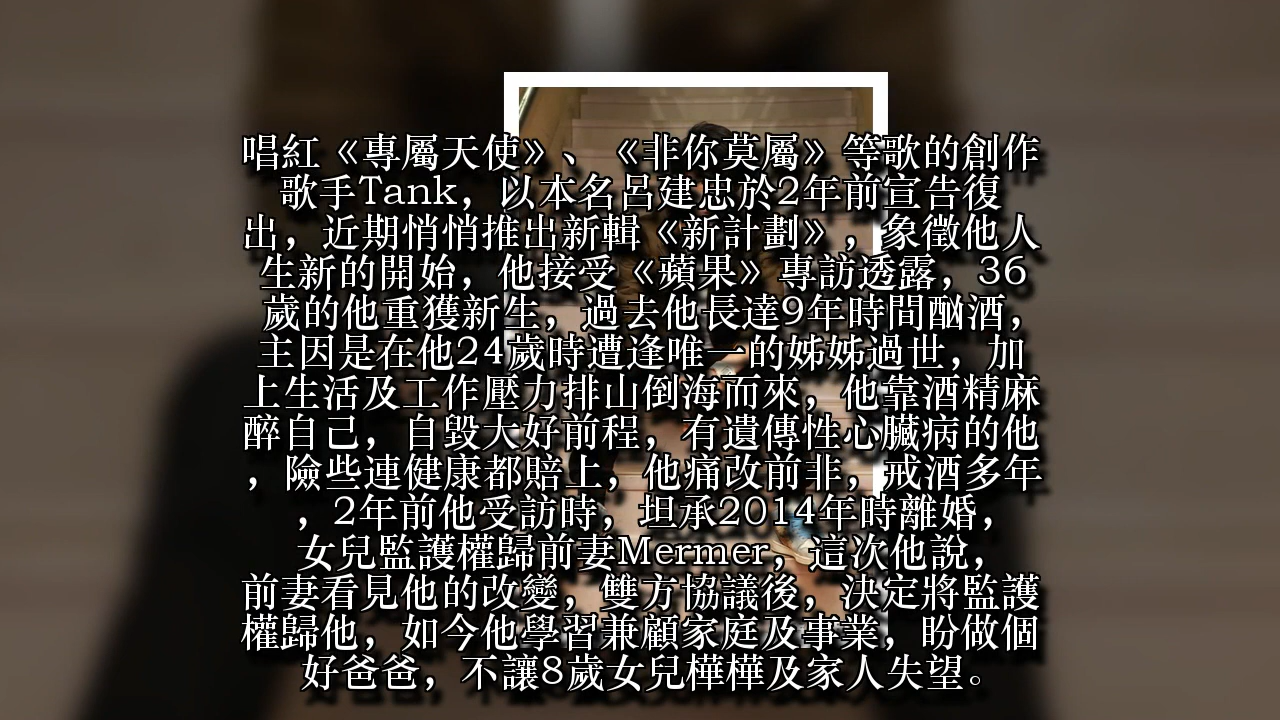 唱紅《專屬天使》、《非你莫屬》等歌的創作
歌手Tank，以本名呂建忠於2年前宣告復
出，近期悄悄推出新輯《新計劃》，象徵他人
生新的開始，他接受《蘋果》專訪透露，36
歲的他重獲新生，過去他長達9年時間酗酒，
主因是在他24歲時遭逢唯一的姊姊過世，加
上生活及工作壓力排山倒海而來，他靠酒精麻
醉自己，自毀大好前程，有遺傳性心臟病的他
，險些連健康都賠上，他痛改前非，戒酒多年
，2年前他受訪時，坦承2014年時離婚，
女兒監護權歸前妻Mermer，這次他說，
前妻看見他的改變，雙方協議後，決定將監護
權歸他，如今他學習兼顧家庭及事業，盼做個
好爸爸，不讓8歲女兒樺樺及家人失望。